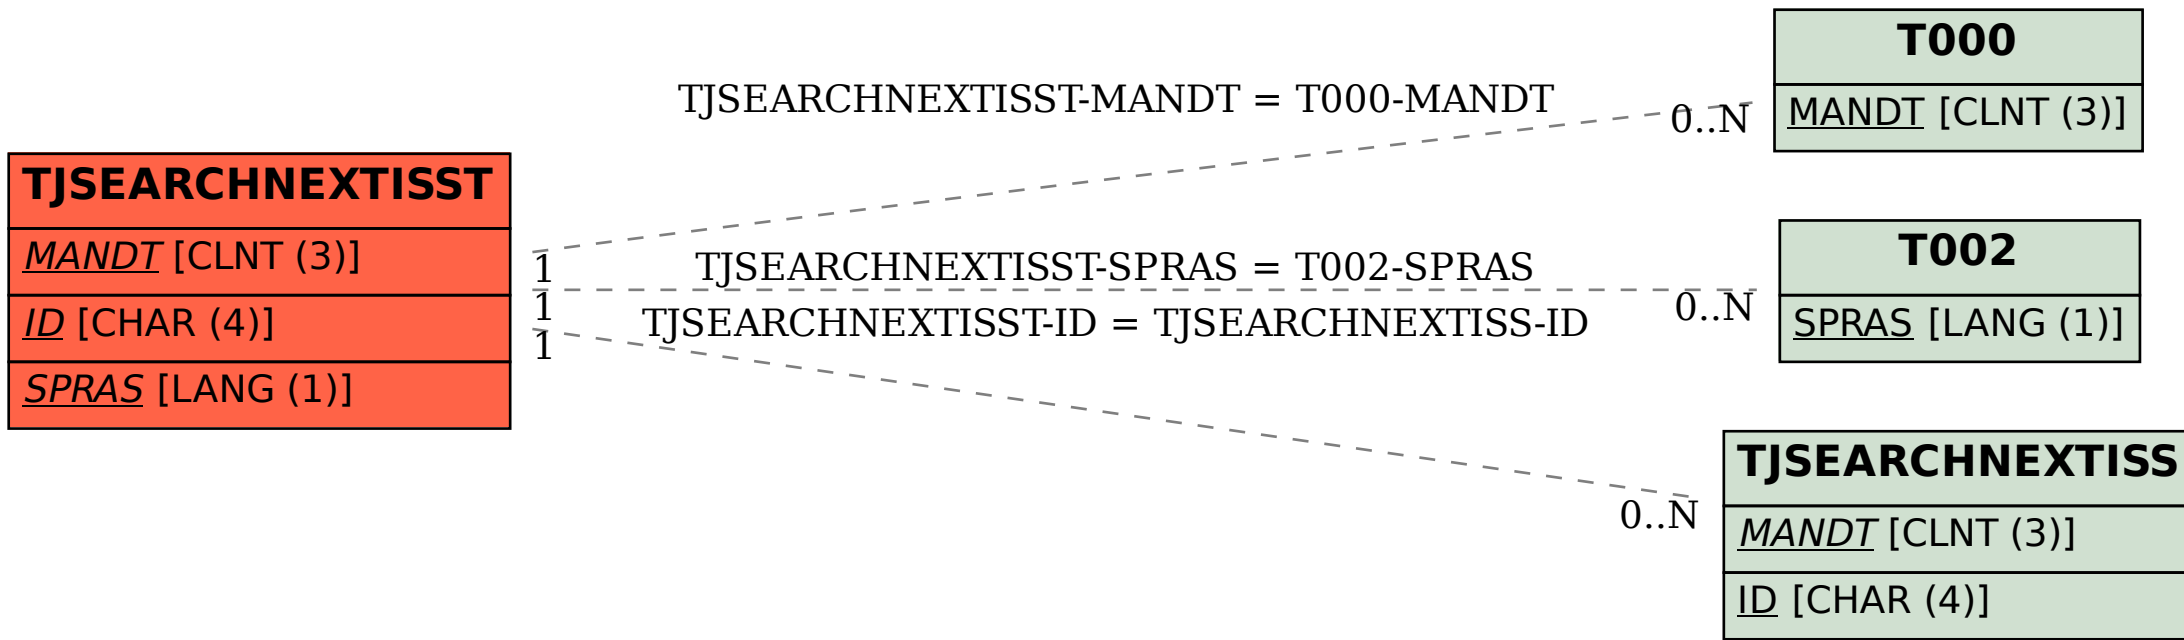 TJSEARCHNEXTISST
MANDT [CLNT (3)]
ID [CHAR (4)]
SPRAS [LANG (1)]
TJSEARCHNEXTISST-MANDT = T000-MANDT
1
0..N
TJSEARCHNEXTISST-SPRAS = T002-SPRAS
1
0..N
TJSEARCHNEXTISST-ID = TJSEARCHNEXTISS-ID
1
0..N
T000
MANDT [CLNT (3)]
T002
SPRAS [LANG (1)]
TJSEARCHNEXTISS
MANDT [CLNT (3)]
ID [CHAR (4)]